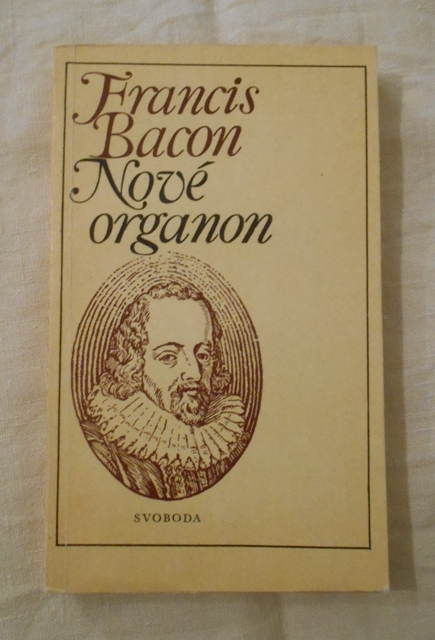 Francis
Bacon
Nové
organon
SVOBODA